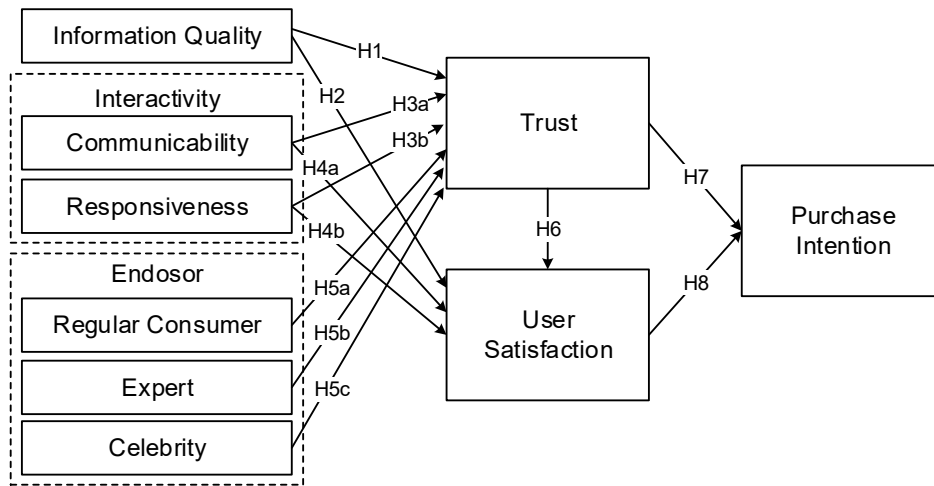 Information Quality
H1
H2
Interactivity
Communicability
H3a
Trust
H3b
H4a
Responsiveness
H7
Purchase
Intention
H4b
H6
Endosor
H5a
H8
Regular Consumer
User
Satisfaction
H5b
Expert
H5c
Celebrity